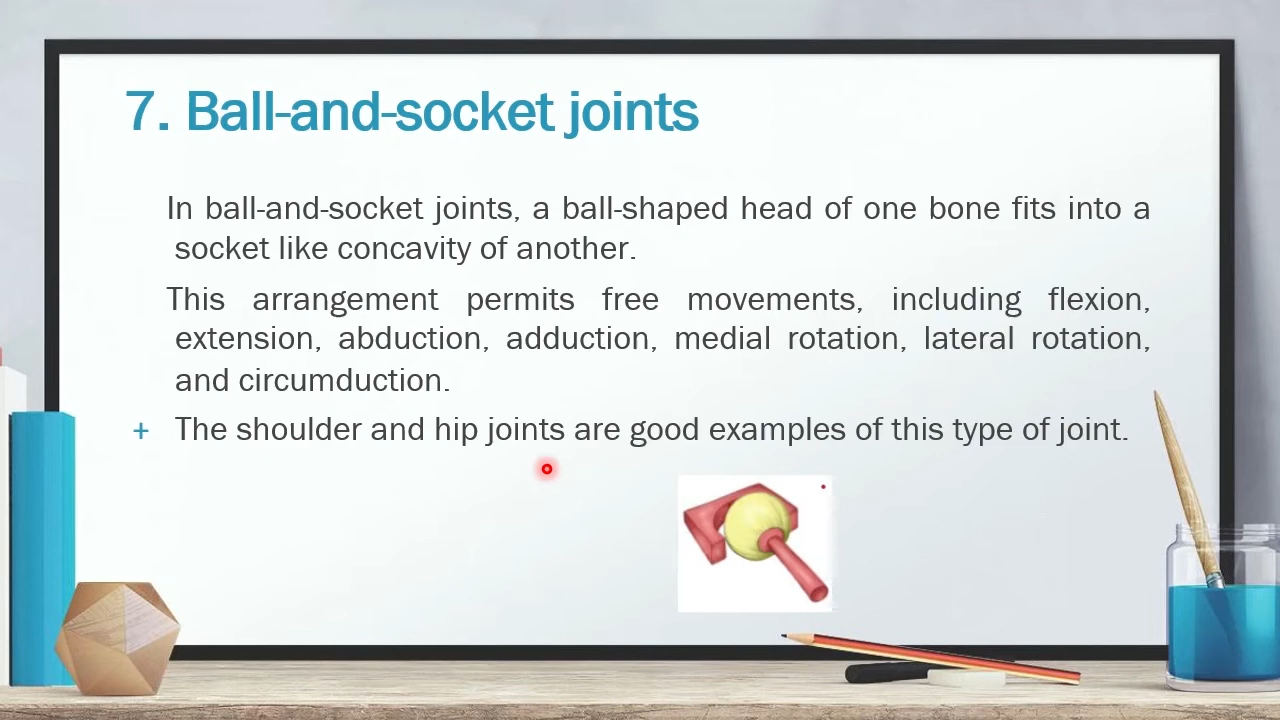 7. Ball-and-socket joints
In ball-and-socket joints, a ball-shaped head of one bone fits into a
socket like concavity of another.
This arrangement permits free movements, including flexion,
extension, abduction, adduction, medial rotation, lateral rotation,
and circumduction.
+ The shoulder and hip joints are good examples of this type of joint.